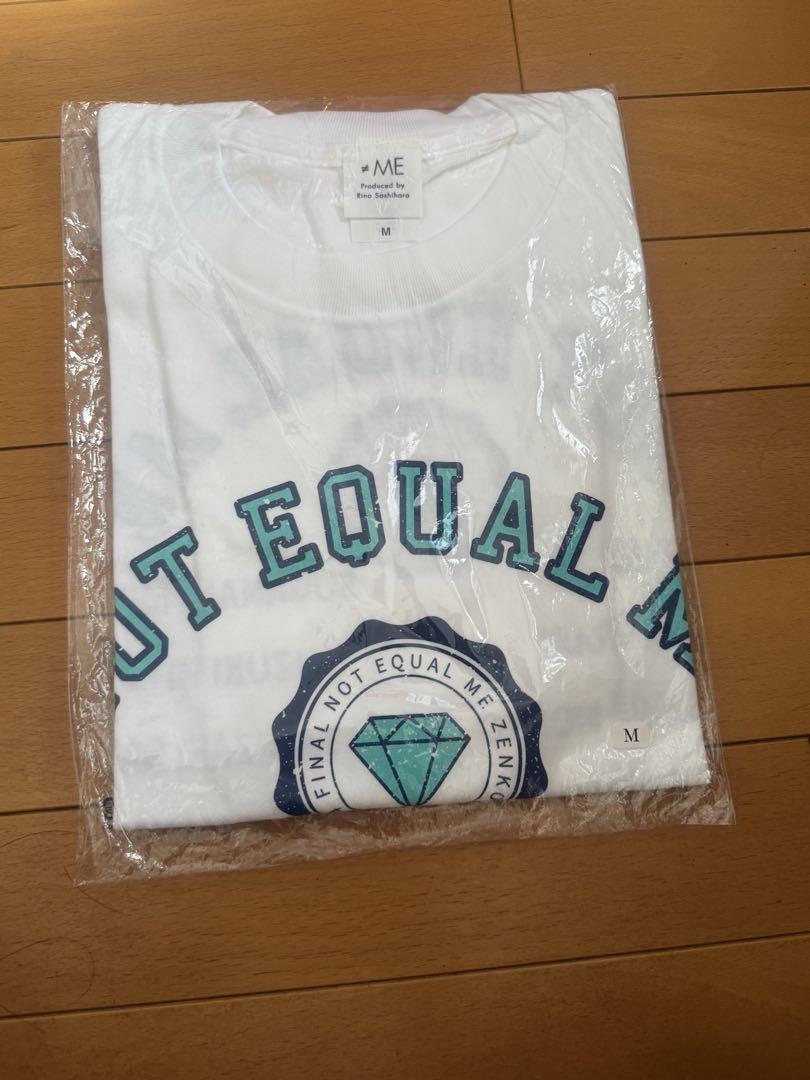 ≠ ME
Produced by
Rino Sashihara
M
OT EQUAL M
FINAL NOT EQUAL ME. ZENKO
M